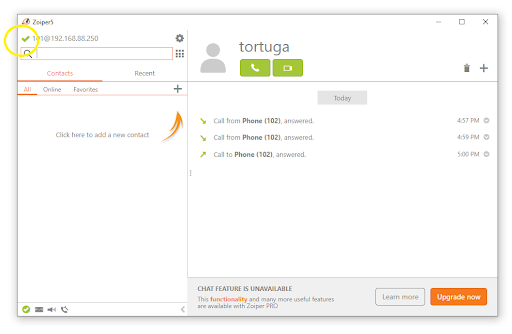 Zoiper5
101@192.168.88.250
Contacts
Recent
All
Online
Favorites
Click here to add a new contact
tortuga
Today
Call from Phone (102), answered.
4:57 PM
Call from Phone (102), answered.
4:59 PM
Call to Phone (102), answered.
5:00 PM
CHAT FEATURE IS UNAVAILABLE
This functionality and many more useful features
are available with Zoiper PRO
Learn more
Upgrade now